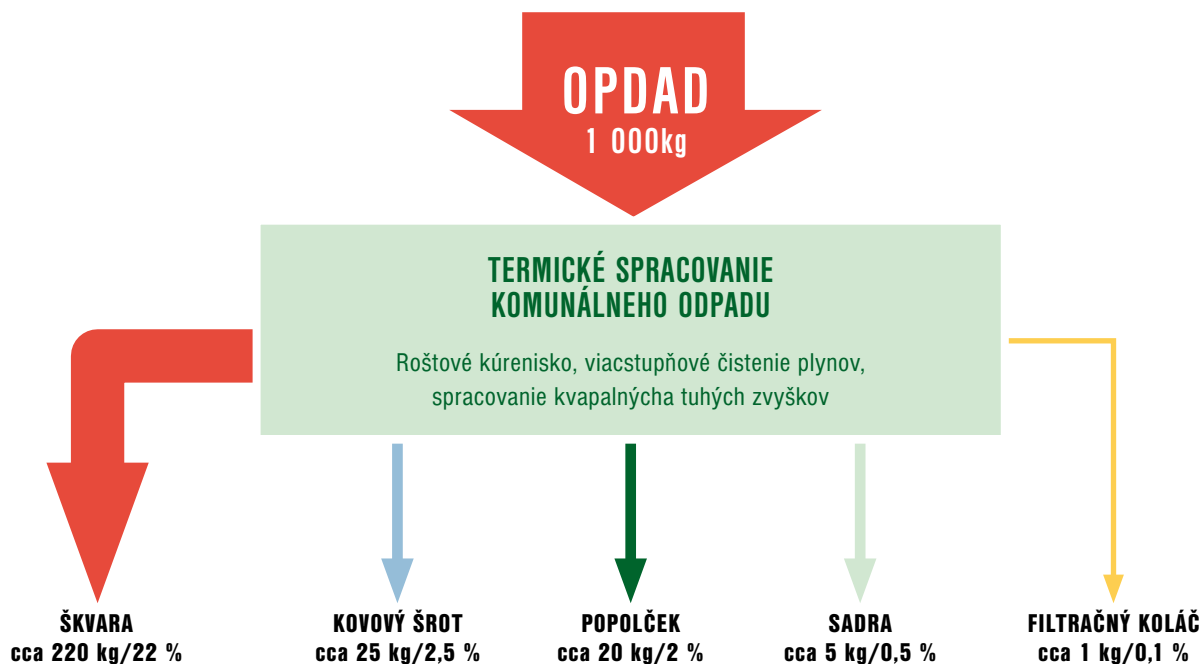 OPDAD
1 000kg
TERMICKÉ SPRACOVANIE
KOMUNÁLNEHO ODPADU
Roštové kúrenisko, viacstupňové čistenie plynov,
spracovanie kvapalnýcha tuhých zvyškov
ŠKVARA
cca 220 kg/22 %
KOVOVÝ ŠROT
cca 25 kg/2,5 %
POPOLČEK
cca 20 kg/2 %
SADRA
cca 5 kg/0,5 %
FILTRAČNÝ KOLÁČ
cca 1 kg/0,1 %